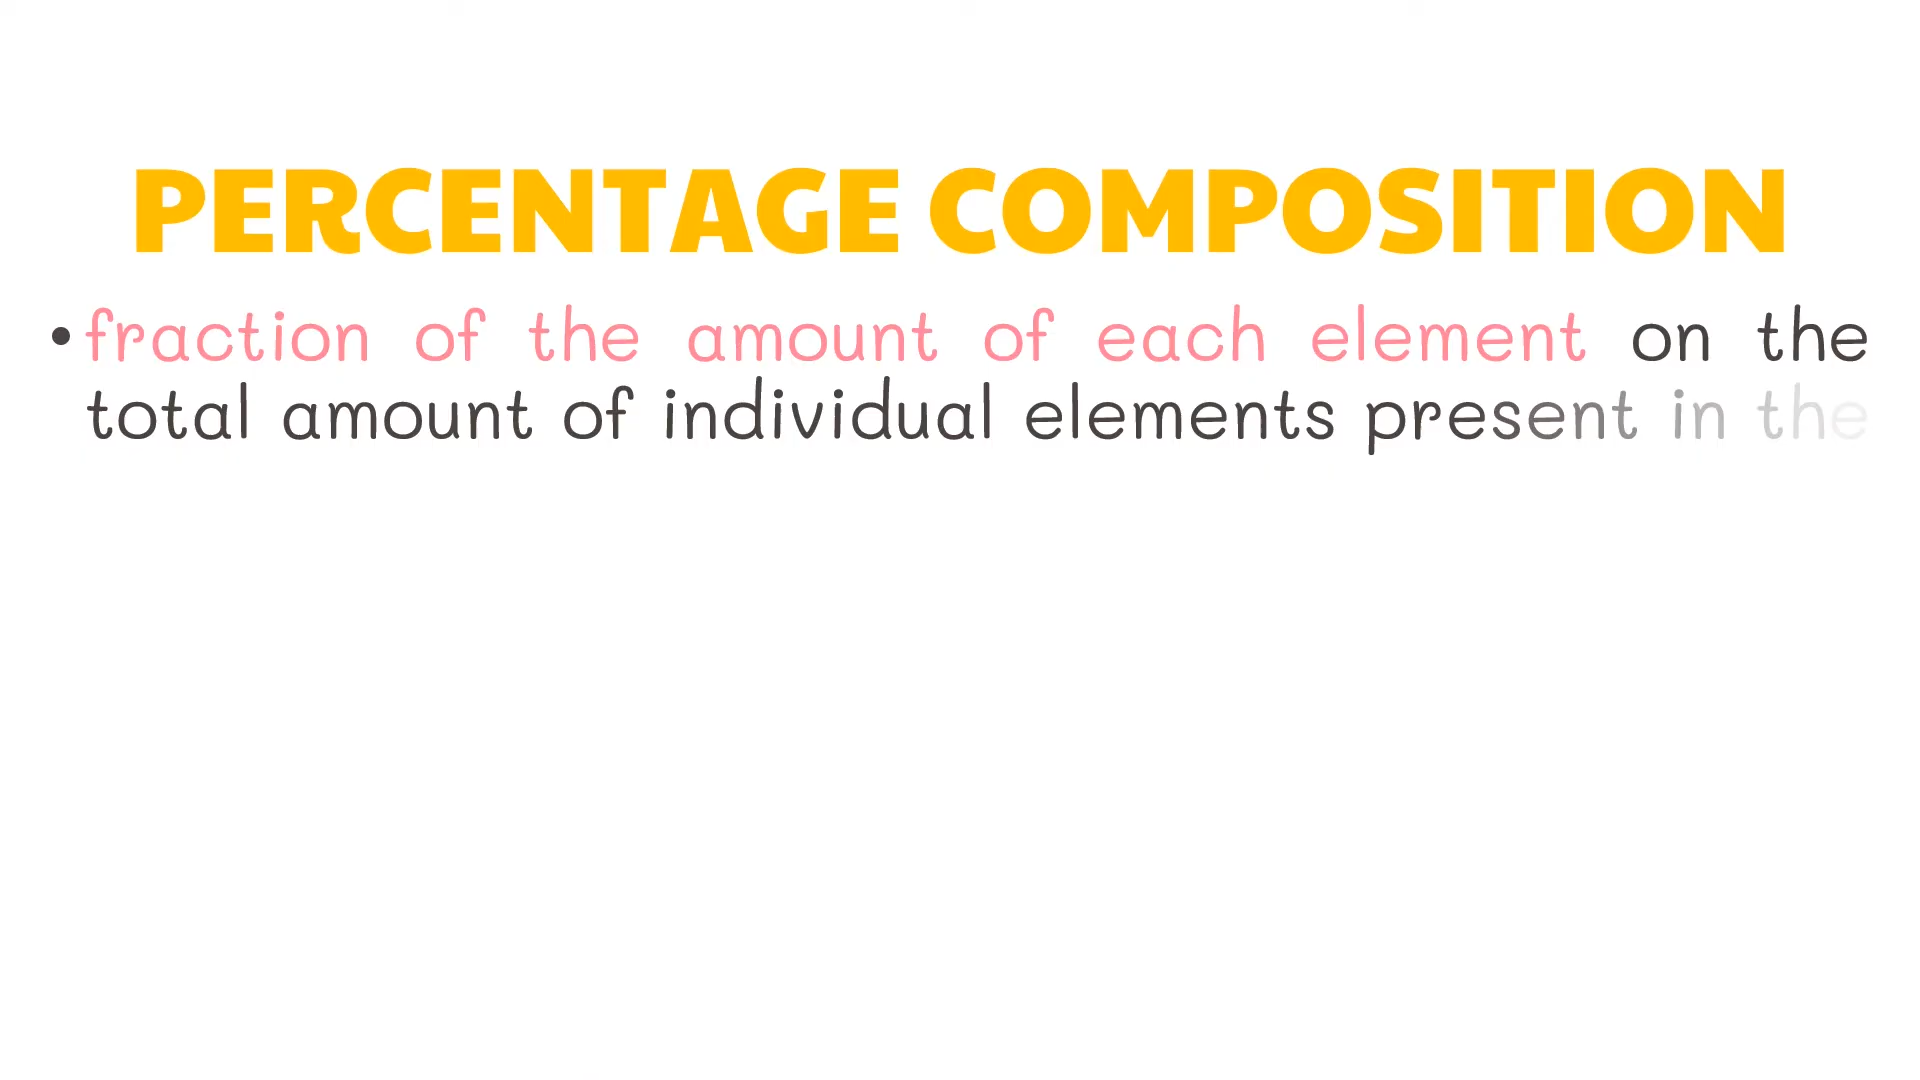 PERCENTAGE COMPOSITION
• fraction of the amount of each element on the
total amount of individual elements present in the